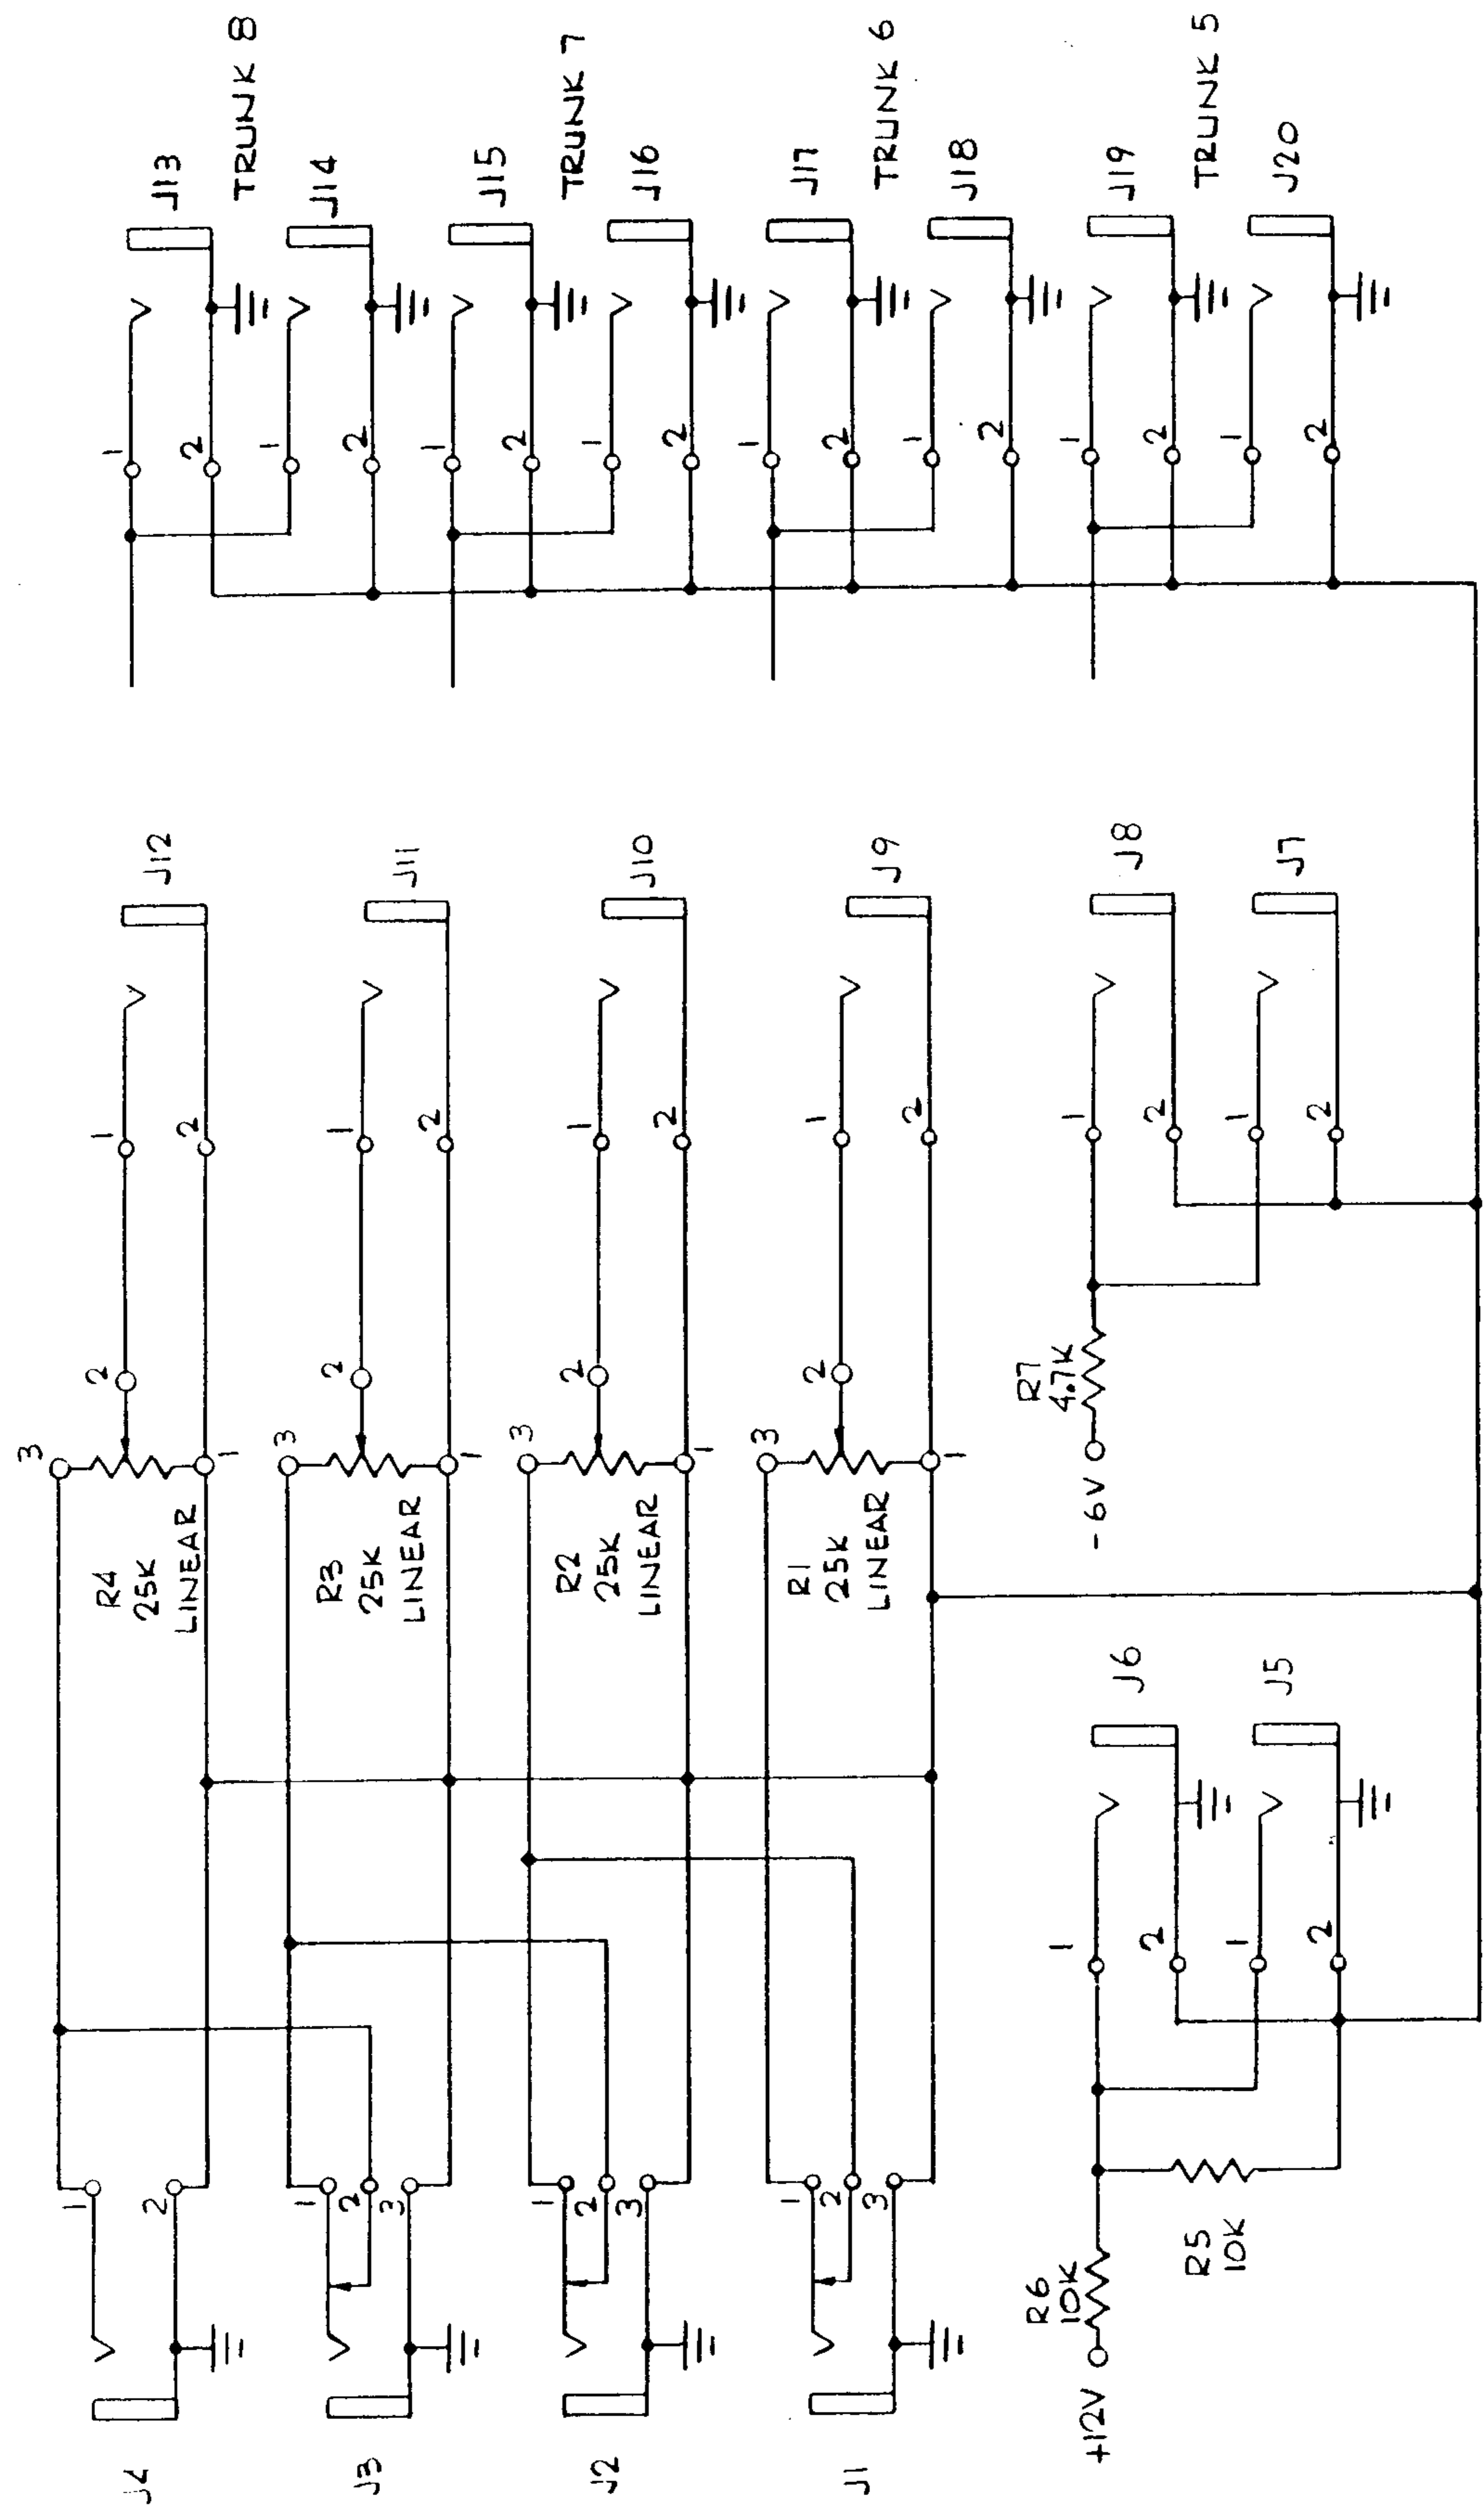 J4
1
2
R4
25K
LINEAR
3
2
1
1
2
J12
J3
1
2
3
R3
25K
LINEAR
3
2
1
1
2
J11
J2
1
2
3
R2
25K
LINEAR
3
2
1
1
2
J10
J1
1
2
3
R1
25K
LINEAR
3
2
1
1
2
J9
+12V
R6
10K
R5
10K
1
2
J6
1
2
J5
-6V
R7
4.7K
1
2
J8
1
2
J7
1
2
J13
TRUNK 8
1
2
J14
1
2
J15
TRUNK 7
1
2
J16
1
2
J17
TRUNK 6
1
2
J18
1
2
J19
TRUNK 5
1
2
J20